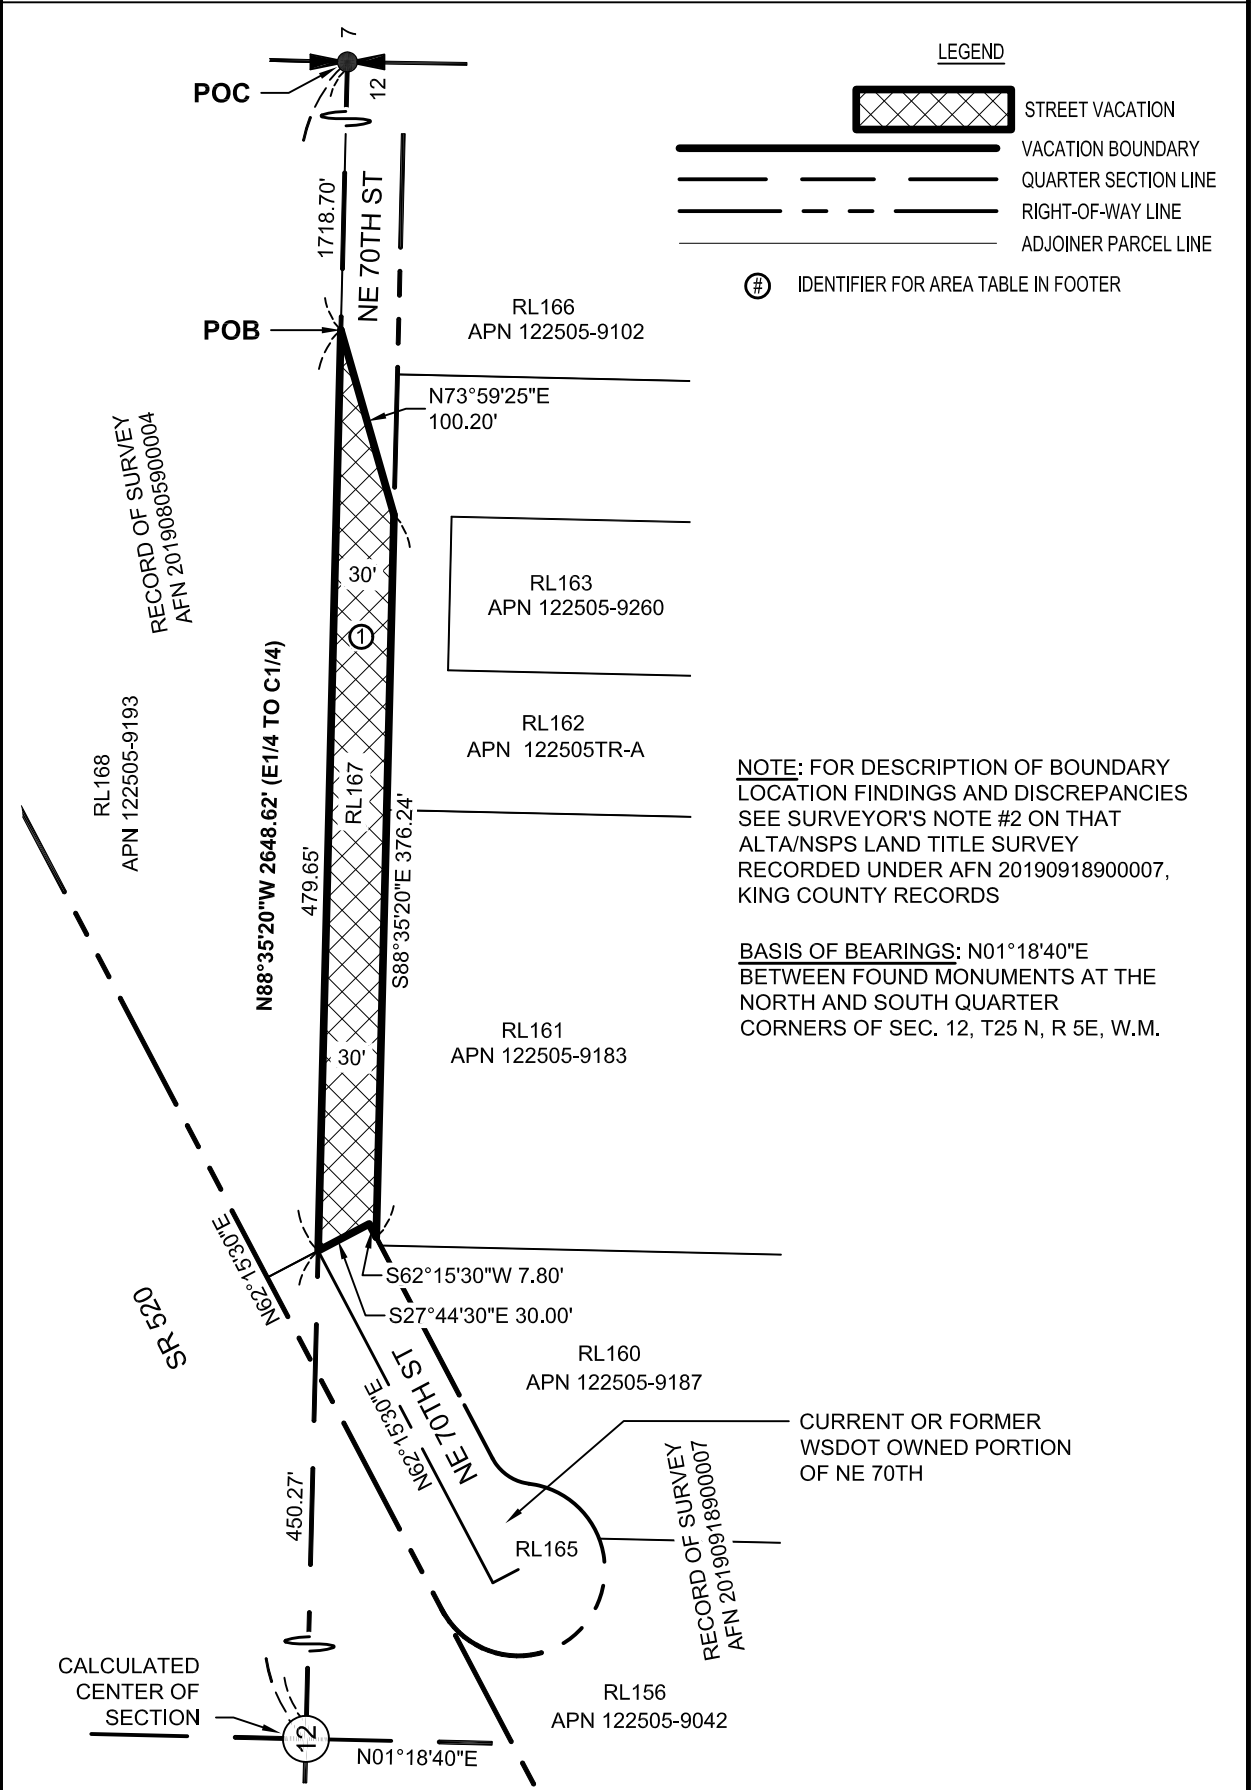 7
12
POC
1718.70'
NE 70TH ST
POB
LEGEND
STREET VACATION
VACATION BOUNDARY
QUARTER SECTION LINE
RIGHT-OF-WAY LINE
ADJOINER PARCEL LINE
# IDENTIFIER FOR AREA TABLE IN FOOTER
RL166
APN 122505-9102
N73°59'25"E
100.20'
RECORD OF SURVEY
AFN 20190805900004
30'
1
RL163
APN 122505-9260
RL162
APN 122505TR-A
RL168
APN 122505-9193
N88°35'20"W 2648.62' (E1/4 TO C1/4)
479.65'
RL167
S88°35'20"E 376.24'
NOTE: FOR DESCRIPTION OF BOUNDARY
LOCATION FINDINGS AND DISCREPANCIES
SEE SURVEYOR'S NOTE #2 ON THAT
ALTA/NSPS LAND TITLE SURVEY
RECORDED UNDER AFN 20190918900007,
KING COUNTY RECORDS
BASIS OF BEARINGS: N01°18'40"E
BETWEEN FOUND MONUMENTS AT THE
NORTH AND SOUTH QUARTER
CORNERS OF SEC. 12, T25 N, R 5E, W.M.
RL161
APN 122505-9183
30'
N62°15'30"E
SR 520
S62°15'30"W 7.80'
S27°44'30"E 30.00'
NE 70TH ST
N62°15'30"E
RL160
APN 122505-9187
CURRENT OR FORMER
WSDOT OWNED PORTION
OF NE 70TH
450.27'
RL165
RECORD OF SURVEY
AFN 20190918900007
CALCULATED
CENTER OF
SECTION
12
N01°18'40"E
RL156
APN 122505-9042